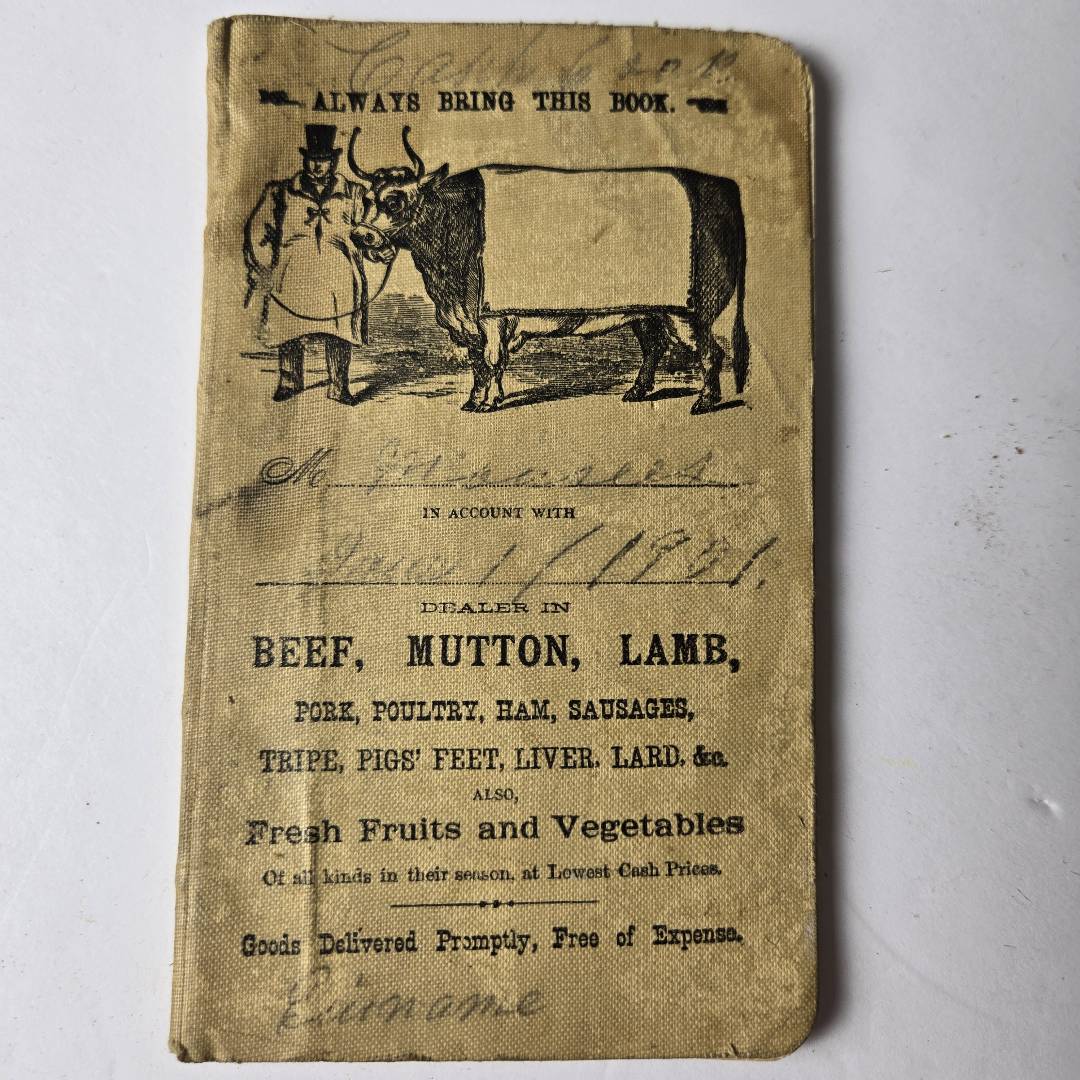 ALWAYS BRING THIS BOOK.
M
IN ACCOUNT WITH
1 / 1931.
DEALER IN
BEEF, MUTTON, LAMB,
PORK, POULTRY, HAM, SAUSAGES,
TRIPE, PIGS' FEET, LIVER. LARD. &c.
ALSO,
Fresh Fruits and Vegetables
Of all kinds in their season, at Lowest Cash Prices.
Goods Delivered Promptly, Free of Expense.